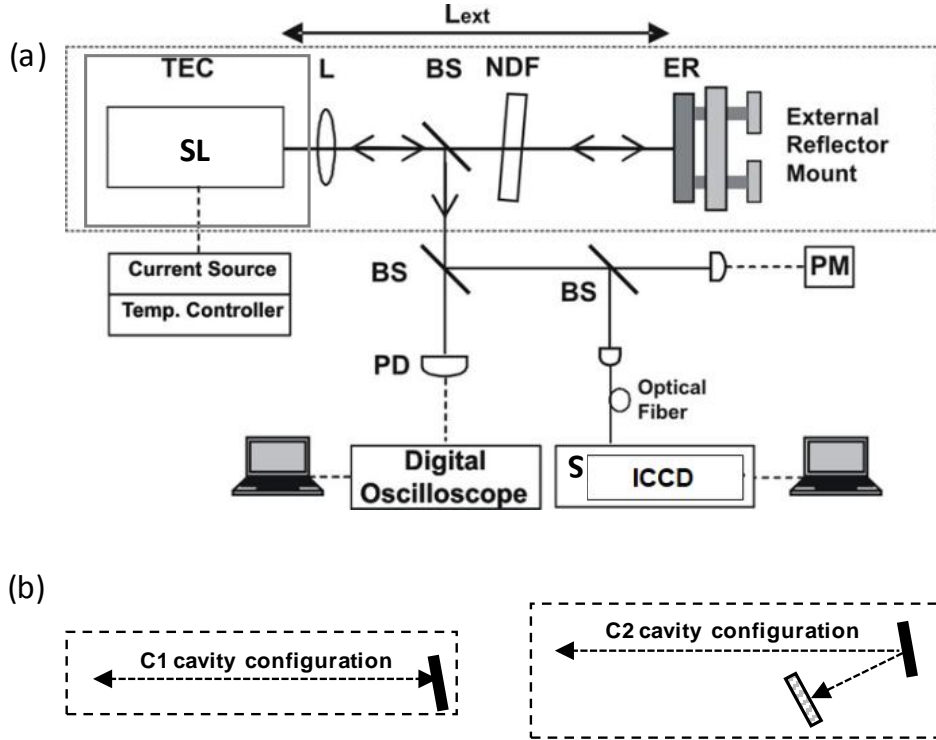 (a)
Lext
TEC
L
BS
NDF
ER
SL
External
Reflector
Mount
Current Source
Temp. Controller
BS
BS
PM
PD
Optical
Fiber
Digital
Oscilloscope
S
ICCD
(b)
C1 cavity configuration
C2 cavity configuration